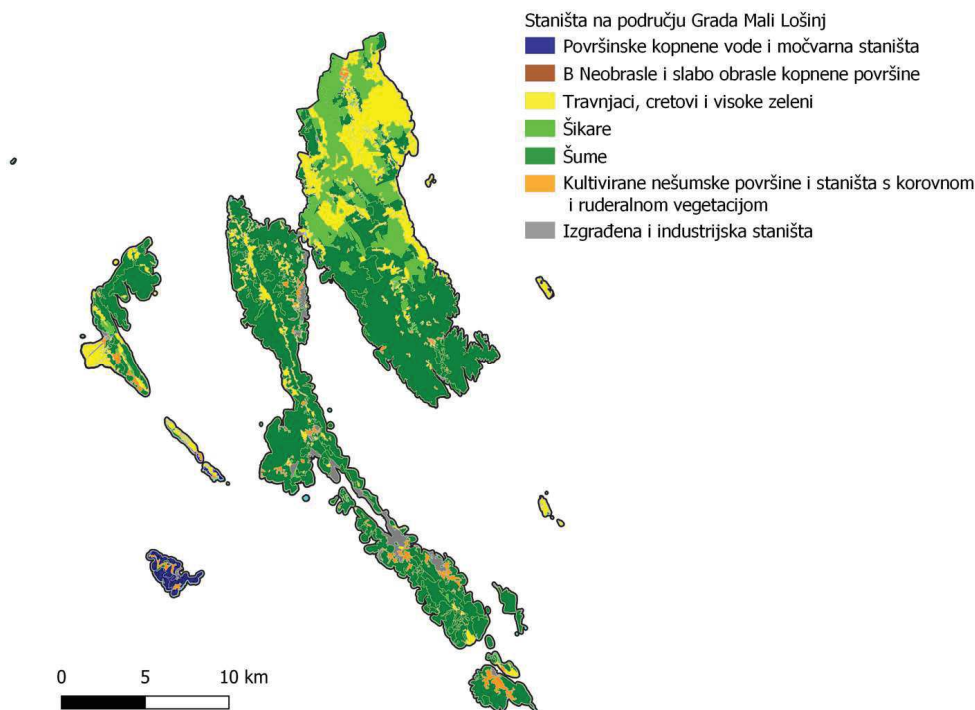 Staništa na području Grada Mali Lošinj
Površinske kopnene vode i močvarna staništa
B Neobrasle i slabo obrasle kopnene površine
Travnjaci, cretovi i visoke zeleni
Šikare
Šume
Kultivirane nešumske površine i staništa s korovnom
i ruderalnom vegetacijom
Izgrađena i industrijska staništa
0 5 10 km